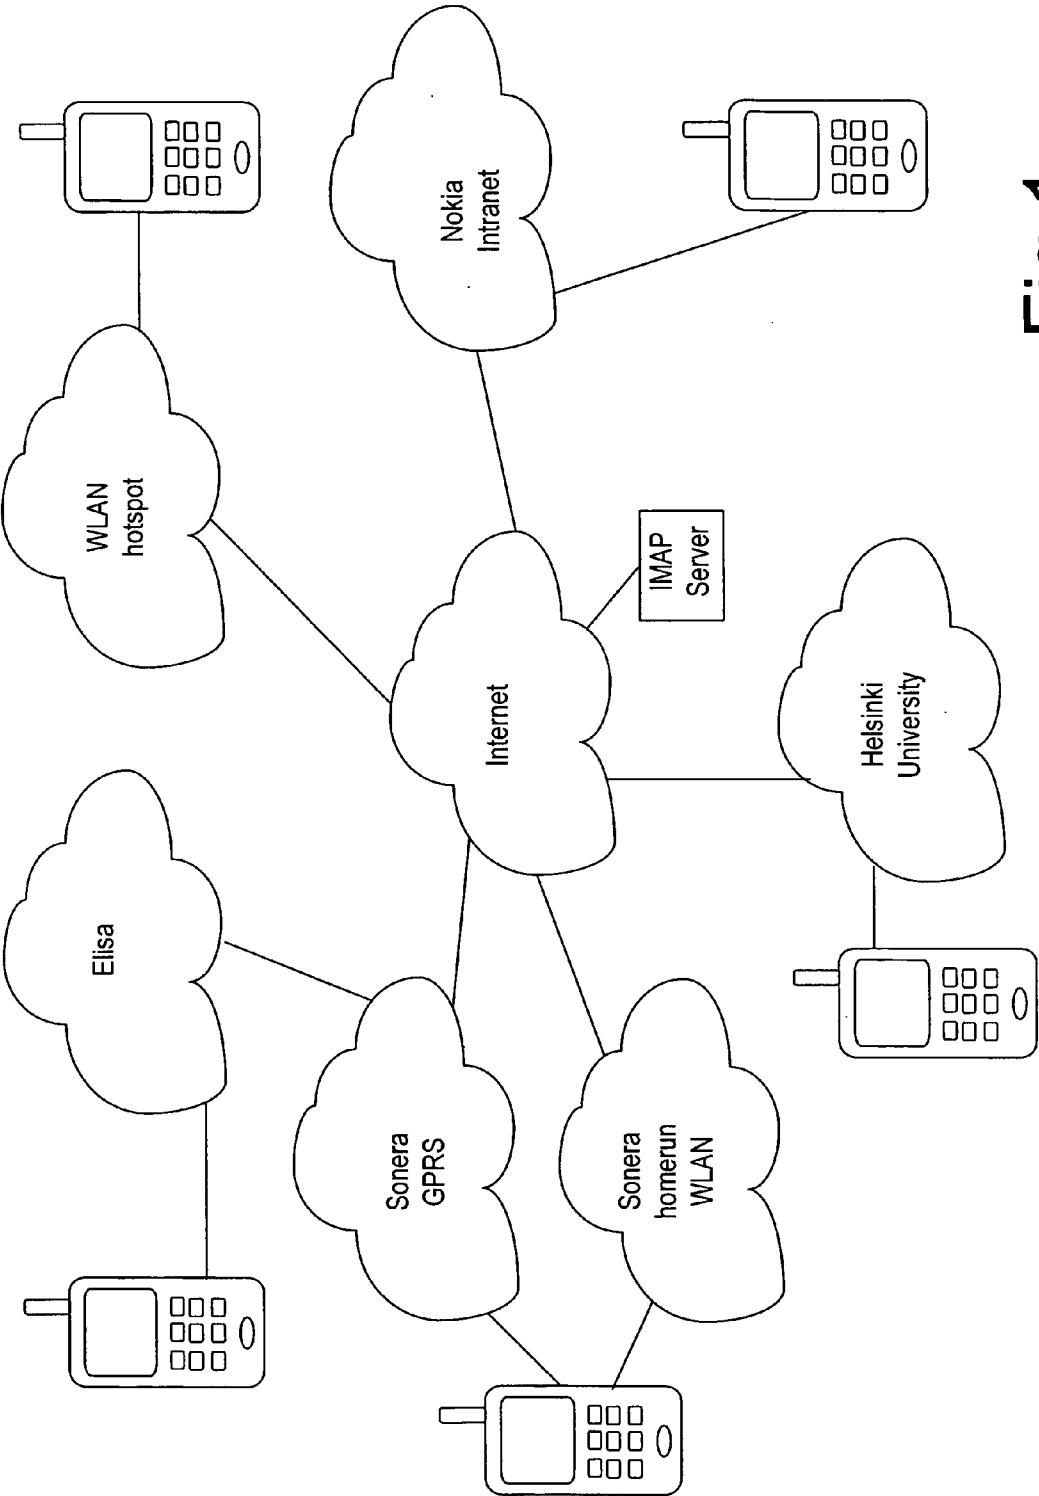 Elisa
WLAN
hotspot
Sonera
GPRS
Internet
Nokia
Intranet
Sonera
homerun
WLAN
IMAP
Server
Helsinki
University